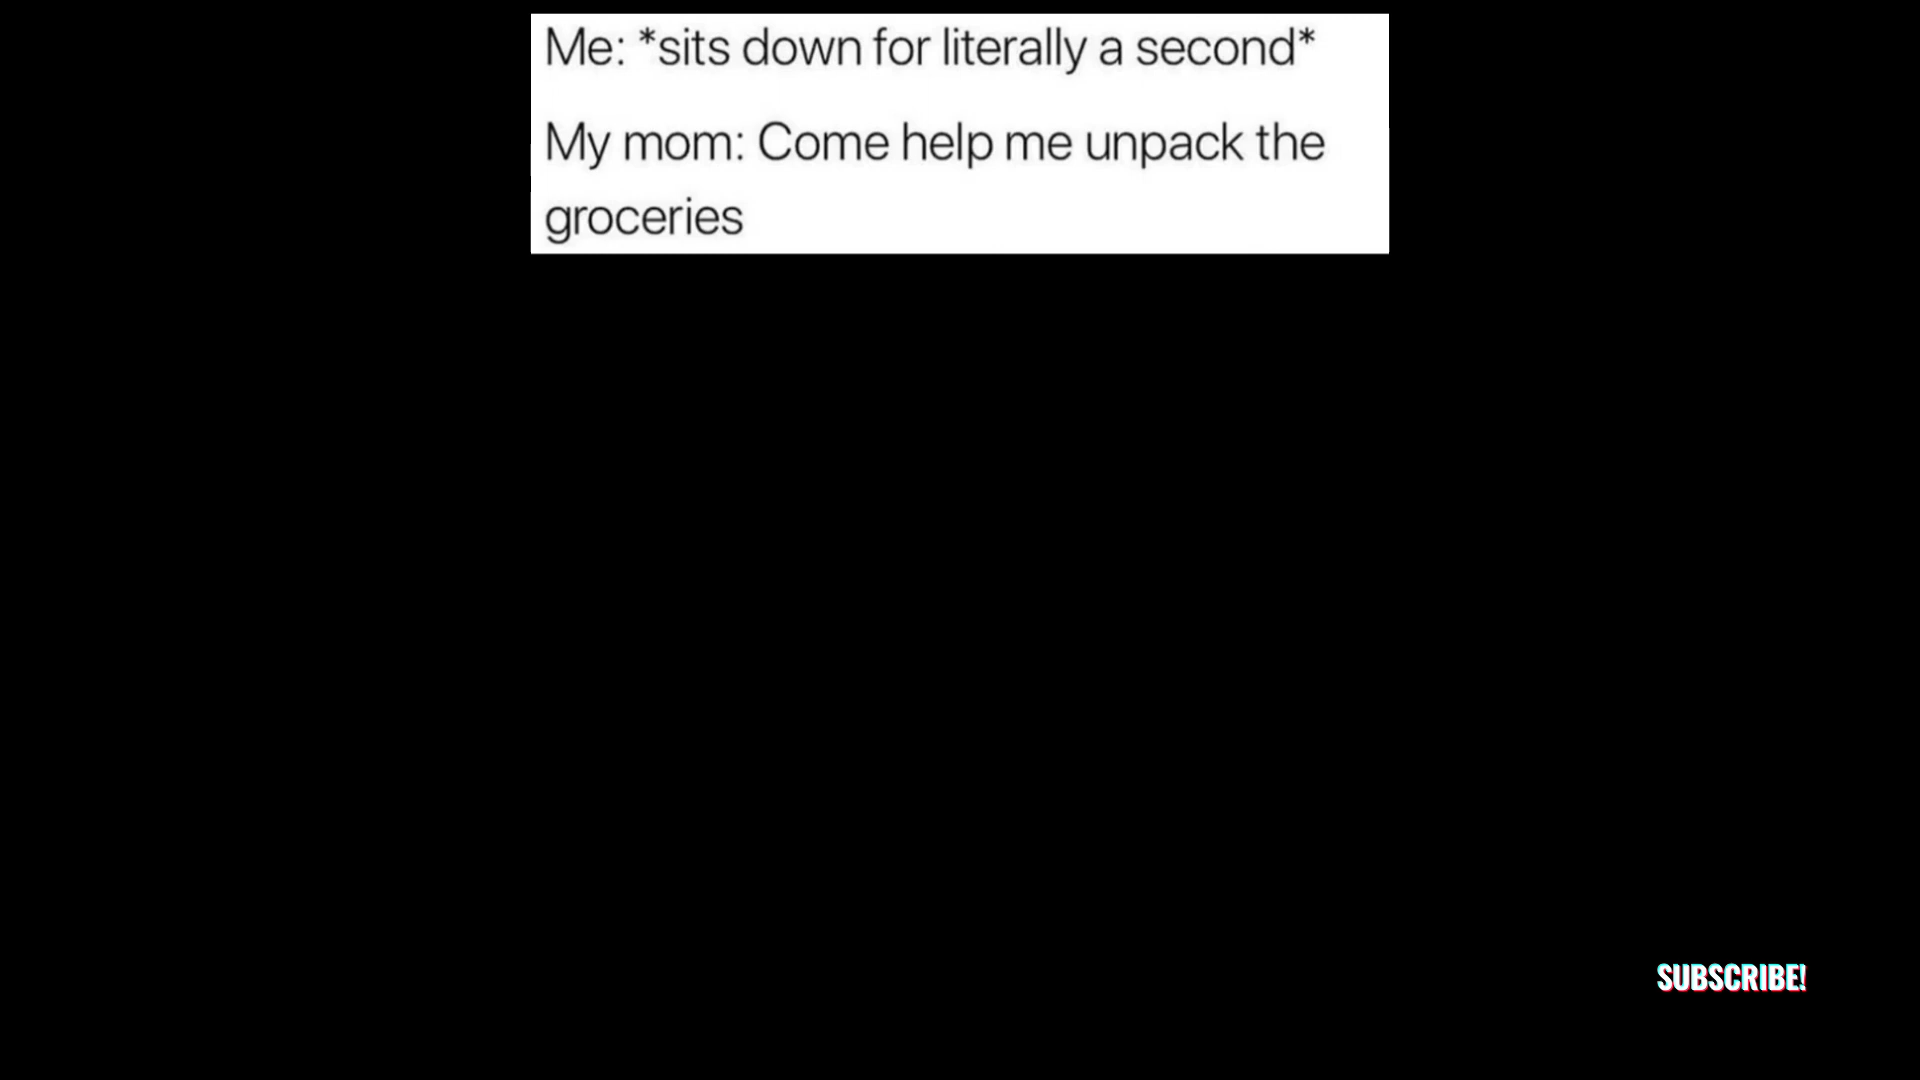 Me: *sits down for literally a second*
My mom: Come help me unpack the
groceries
SUBSCRIBE!